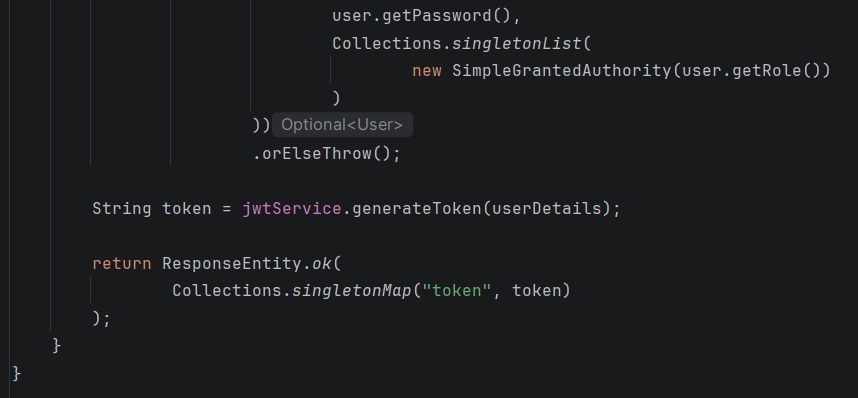 user.getPassword(),
Collections.singletonList(
new SimpleGrantedAuthority(user.getRole())
)
)) Optional<User>
.orElseThrow();
String token = jwtService.generateToken(userDetails);
return ResponseEntity.ok(
Collections.singletonMap("token", token)
);
}
}